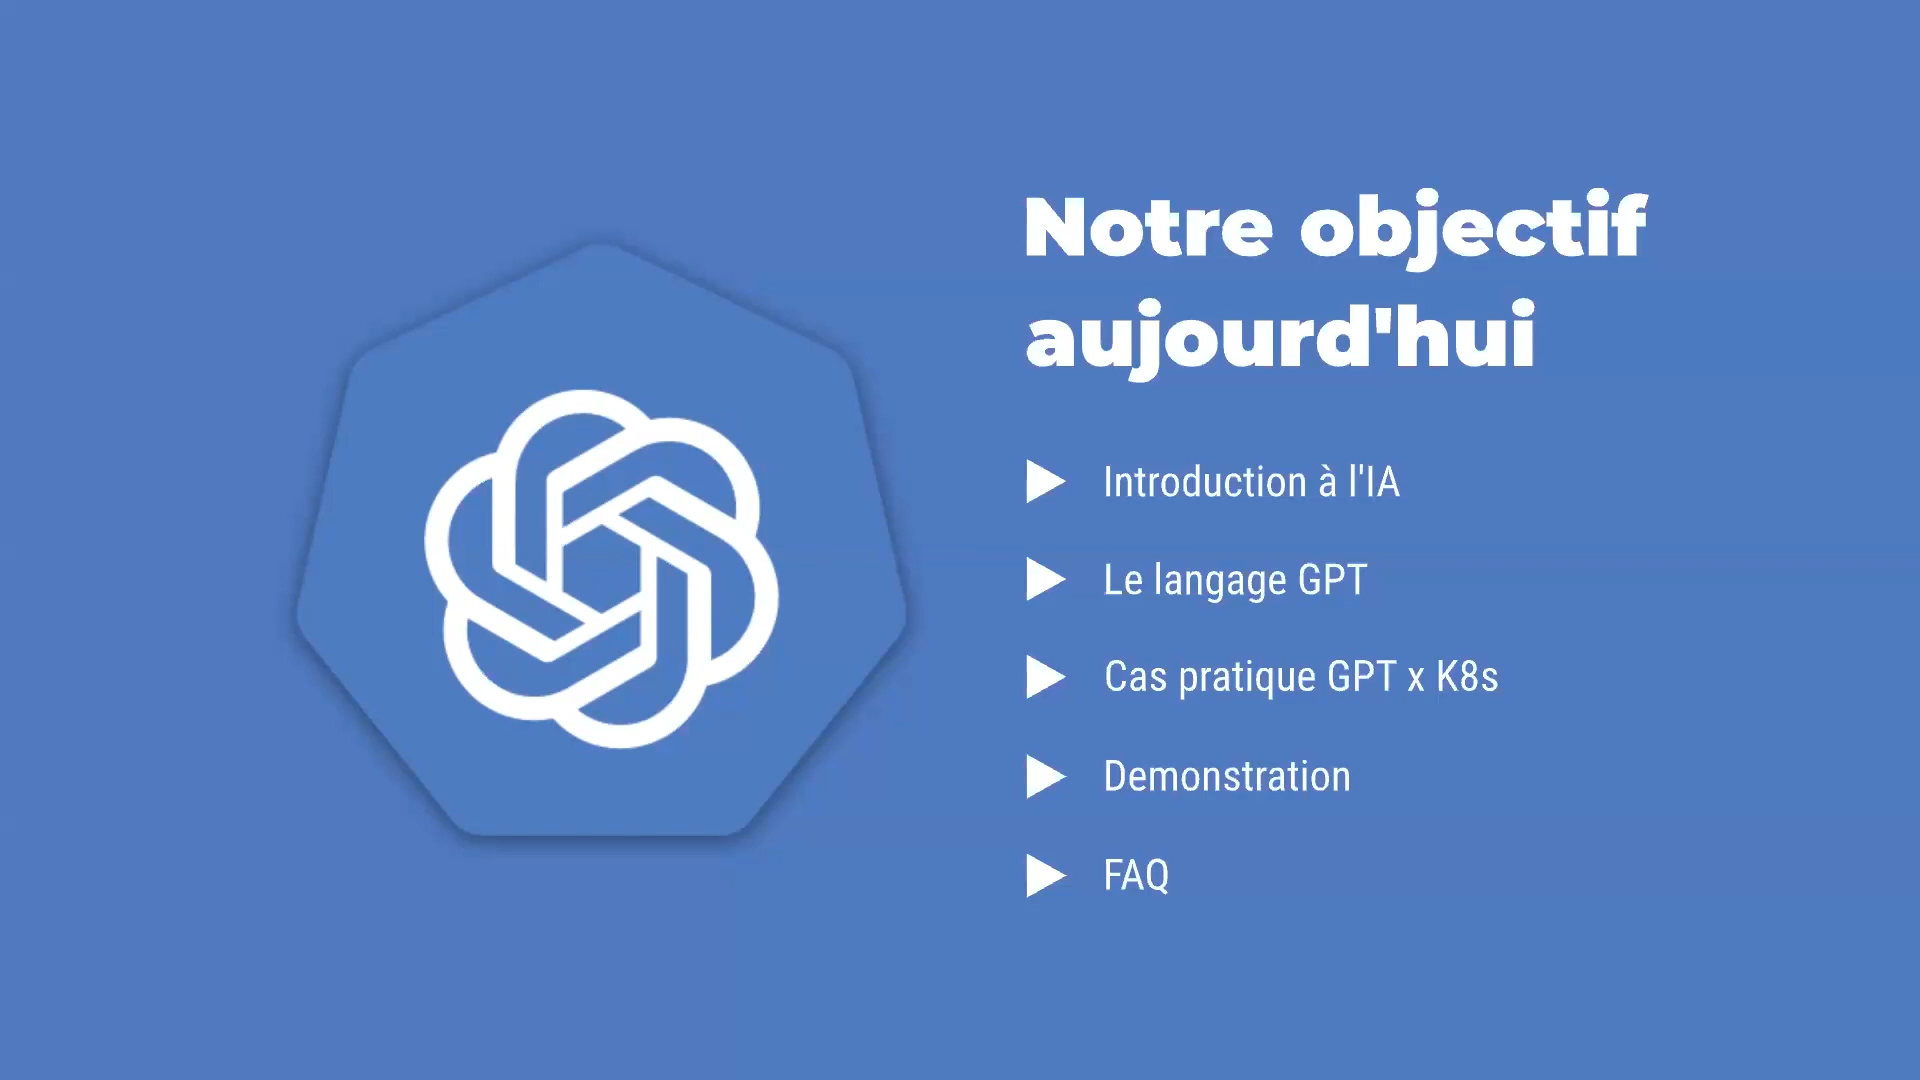 Notre objectif
aujourd'hui
Introduction à l'IA
Le langage GPT
Cas pratique GPT x K8s
Demonstration
FAQ